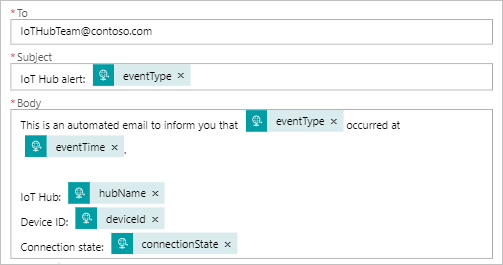 * To
IoTHubTeam@contoso.com
* Subject
IoT Hub alert: eventType ×
* Body
This is an automated email to inform you that eventType × occurred at
eventTime × .
IoT Hub: hubName ×
Device ID: deviceId ×
Connection state: connectionState ×